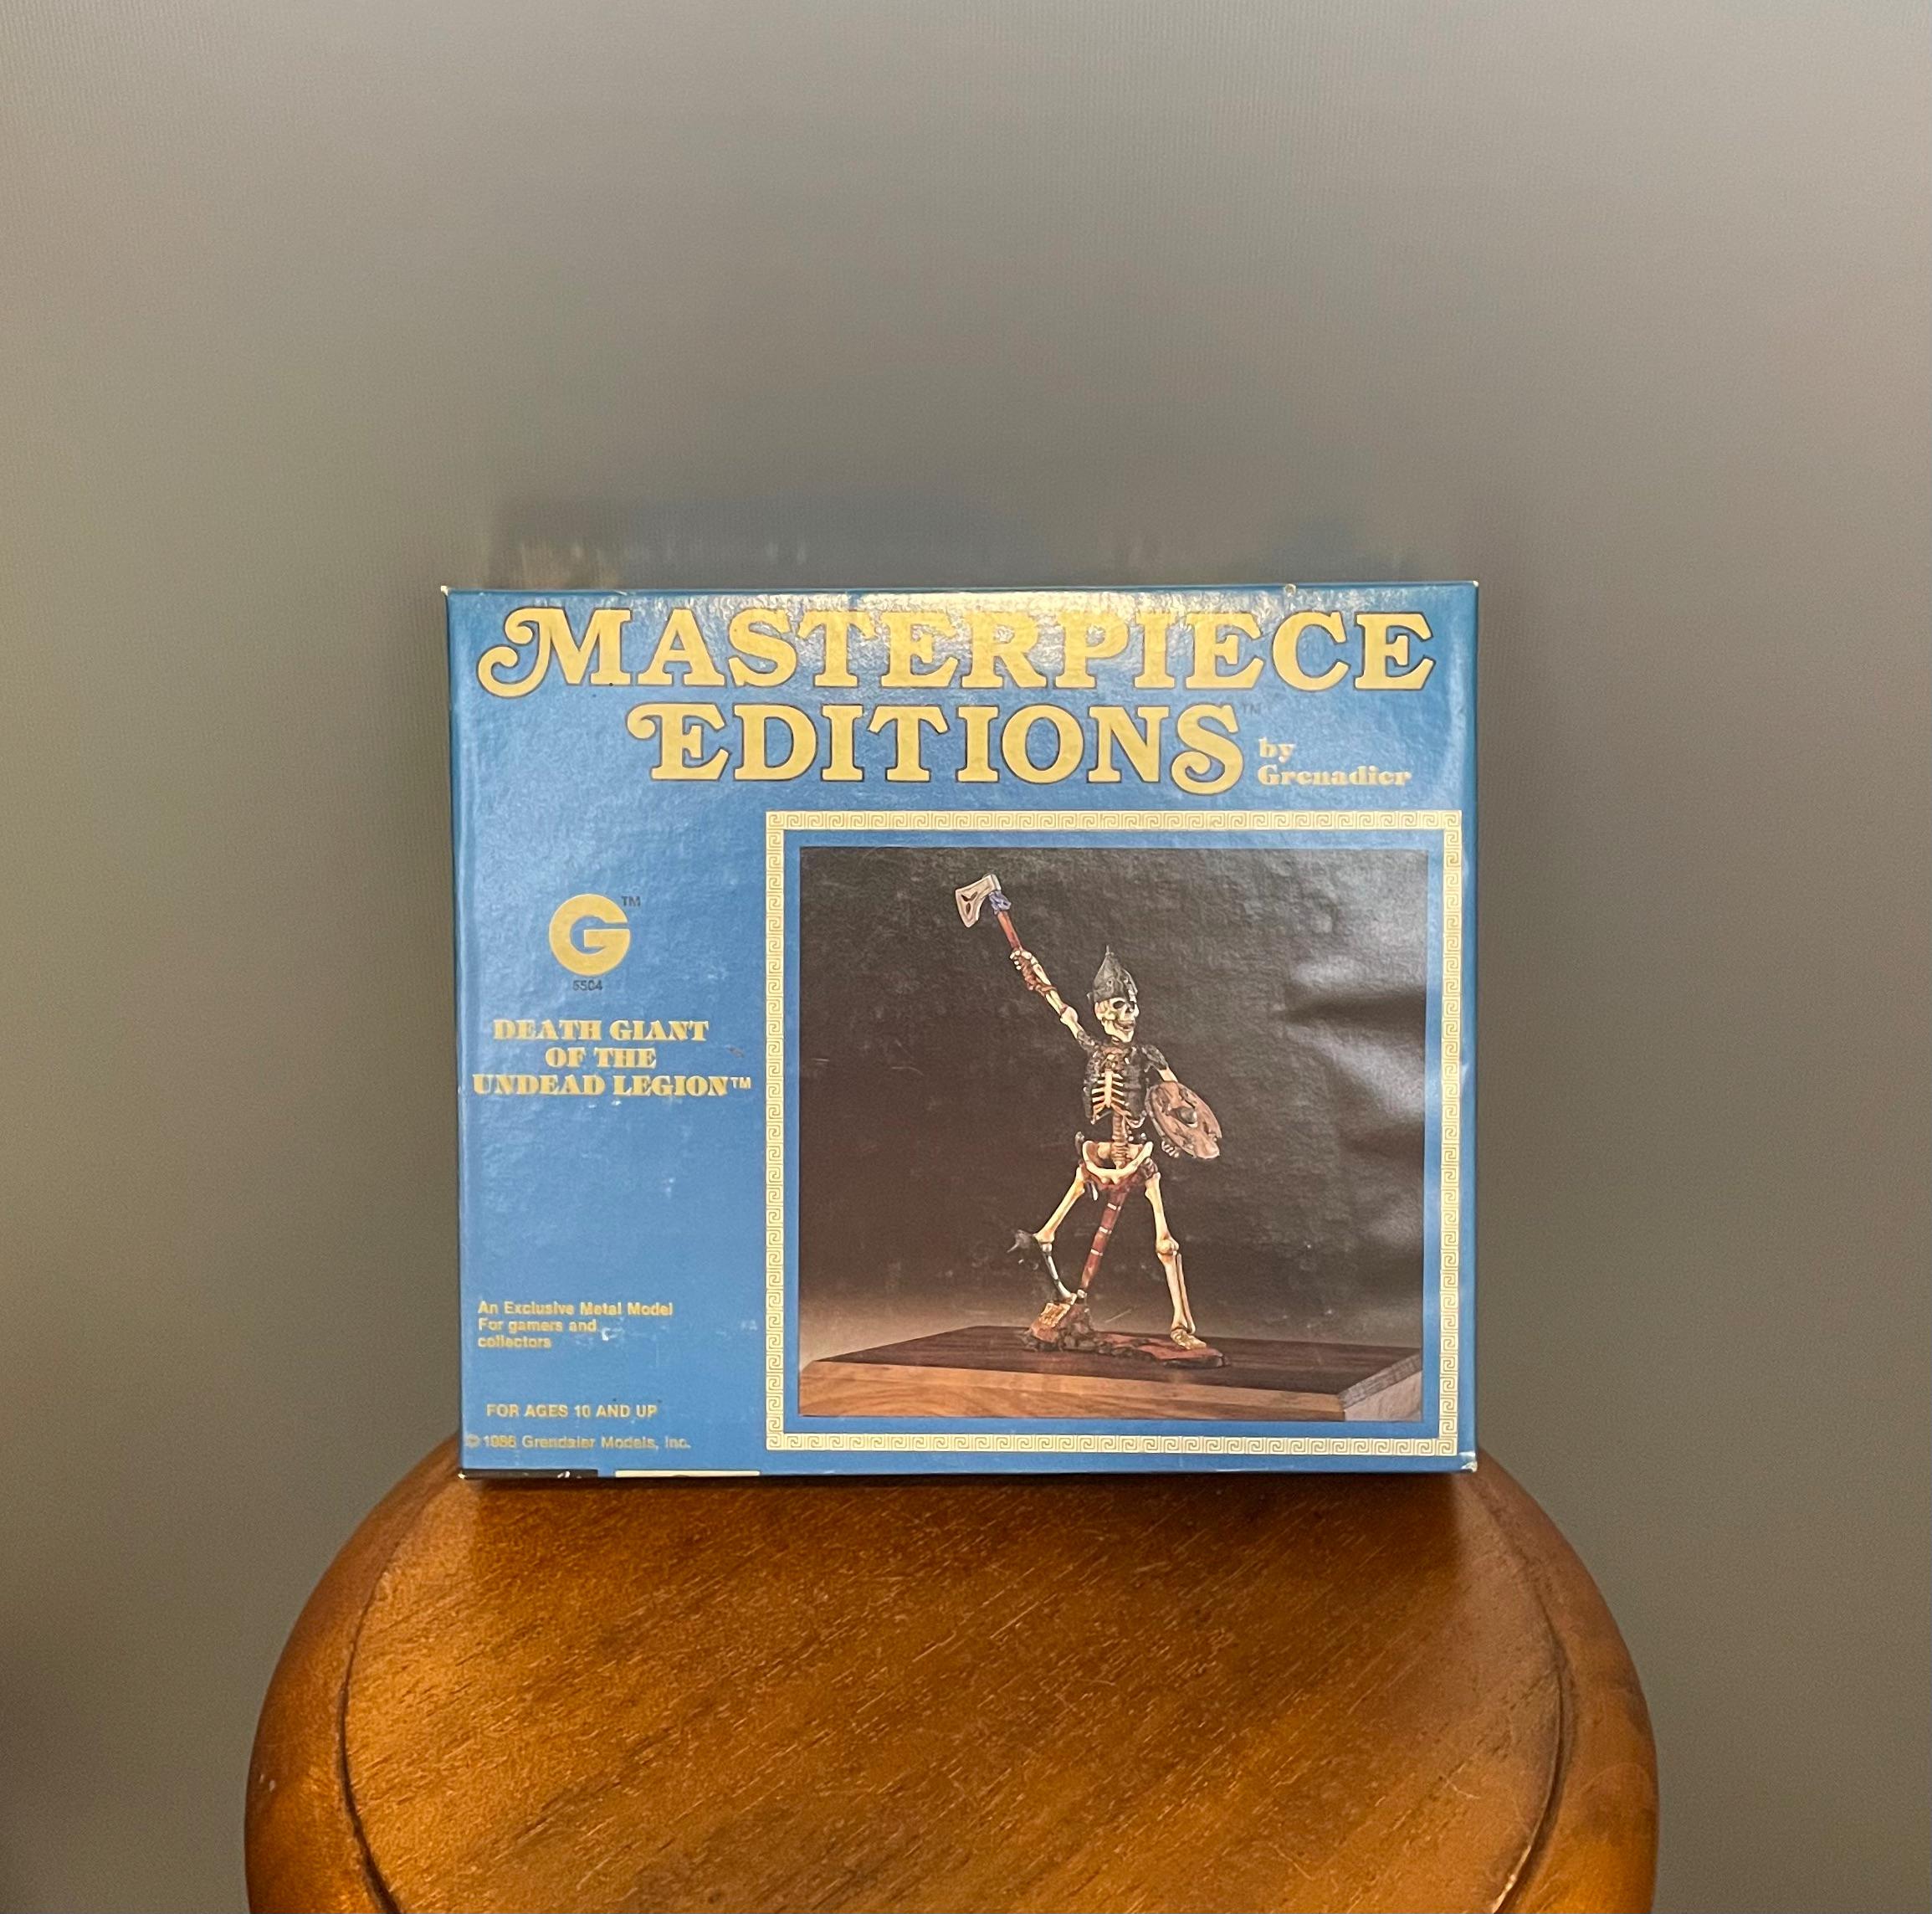 MASTERPIECE
EDITIONS™
by
Grenadier
G™
5504
DEATH GIANT
OF THE
UNDEAD LEGION™
An Exclusive Metal Model
For gamers and
collectors
FOR AGES 10 AND UP
©1986 Grendaier Models, Inc.